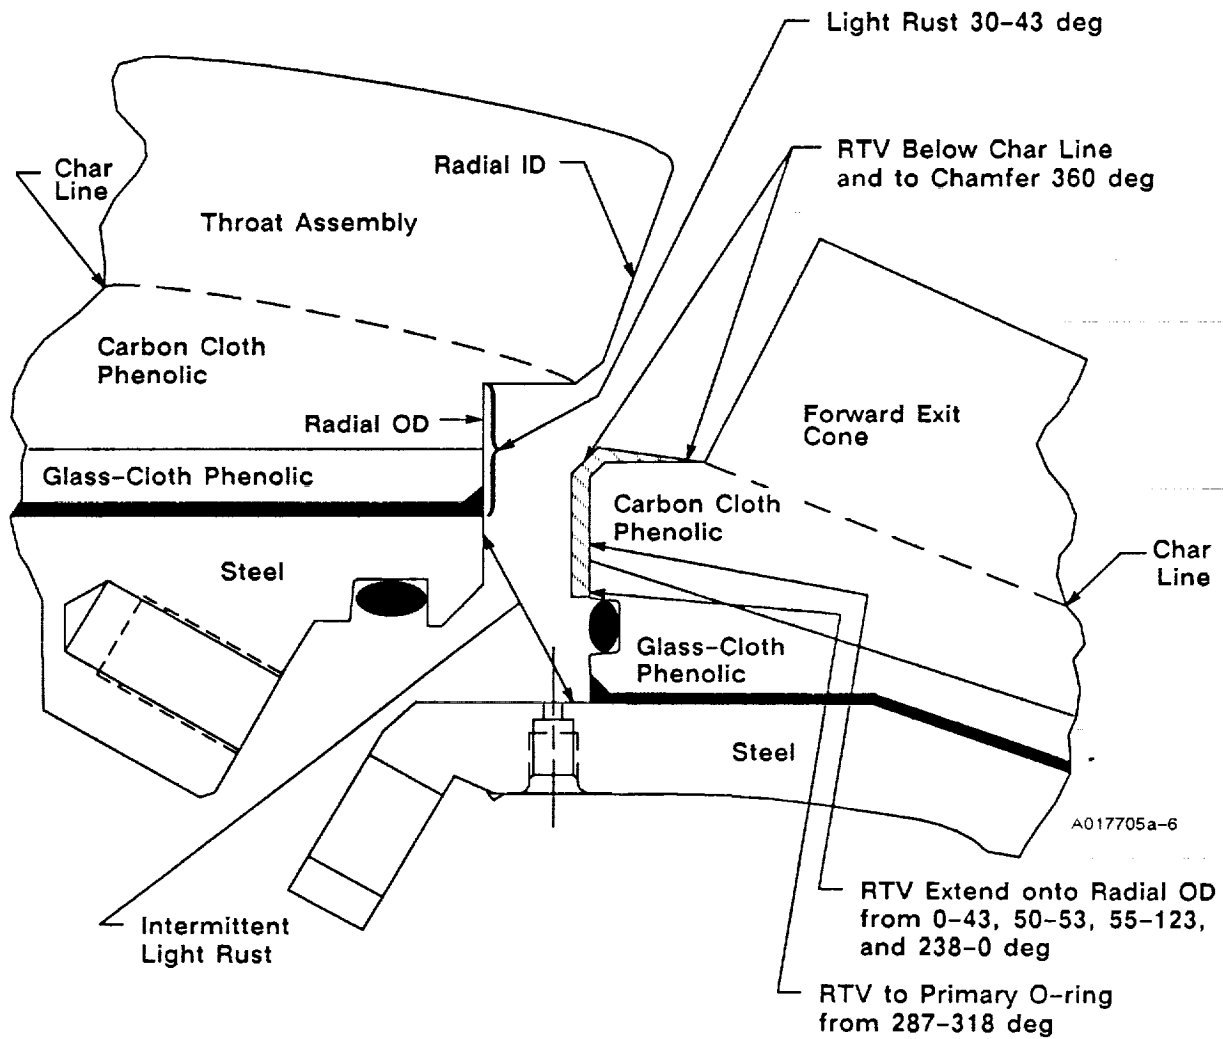 Light Rust 30-43 deg
RTV Below Char Line
and to Chamfer 360 deg
Char
Line
Radial ID
Throat Assembly
Carbon Cloth
Phenolic
Radial OD
Forward Exit
Cone
Glass-Cloth Phenolic
Carbon Cloth
Phenolic
Char
Line
Steel
Glass-Cloth
Phenolic
Steel
A017705a-6
RTV Extend onto Radial OD
from 0-43, 50-53, 55-123,
and 238-0 deg
Intermittent
Light Rust
RTV to Primary O-ring
from 287-318 deg